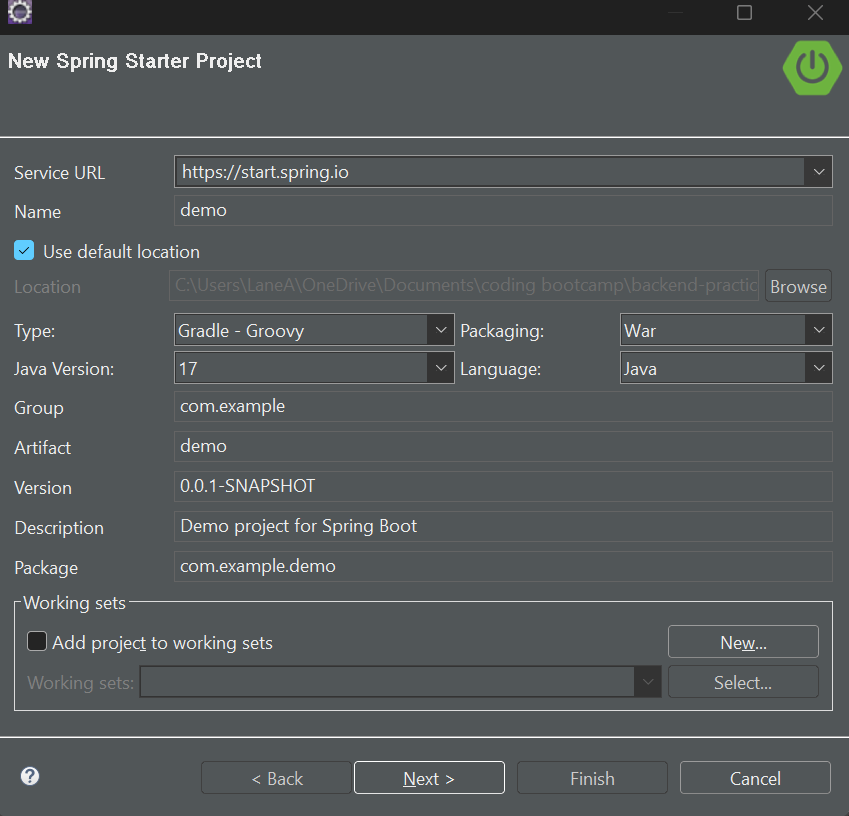 New Spring Starter Project
Service URL https://start.spring.io
Name demo
Use default location
Location C:\Users\LaneA\OneDrive\Documents\coding bootcamp\backend-practic Browse
Type: Gradle - Groovy Packaging: War
Java Version: 17 Language: Java
Group com.example
Artifact demo
Version 0.0.1-SNAPSHOT
Description Demo project for Spring Boot
Package com.example.demo
Working sets
Add project to working sets New...
Working sets: Select...
? < Back Next > Finish Cancel